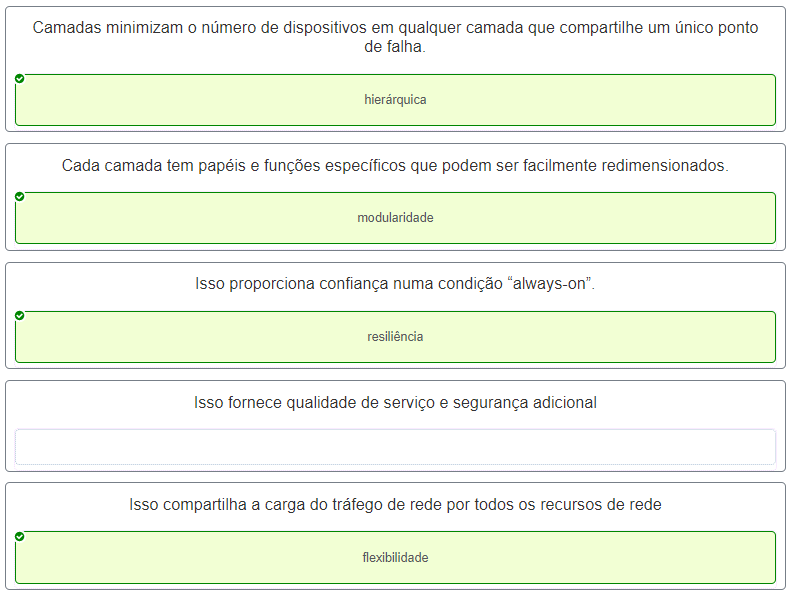 Camadas minimizam o número de dispositivos em qualquer camada que compartilhe um único ponto
de falha.
hierárquica
Cada camada tem papéis e funções específicos que podem ser facilmente redimensionados.
modularidade
Isso proporciona confiança numa condição “always-on”.
resiliência
Isso fornece qualidade de serviço e segurança adicional
Isso compartilha a carga do tráfego de rede por todos os recursos de rede
flexibilidade